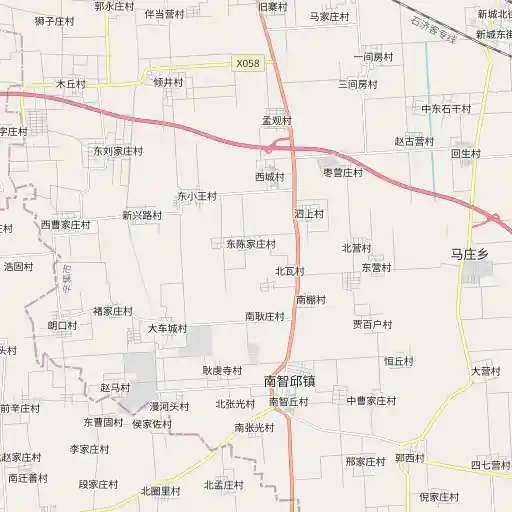 郭永庄村
旧寨村
狮子庄村
伴当营村
马家庄村
新城北街
石济客专线
新城东街
一间房村
X058
木丘村
倾井村
三间房村
中东石干村
孟观村
字庄村
赵古营村
东刘家庄村
回生村
西城村
枣营庄村
东小王村
西曹家庄村
新兴路村
泗上村
东陈家庄村
北营村
马庄乡
浩固村
辛集市
北瓦村
东营村
南棚村
褚家庄村
朗口村
大车城村
南耿庄村
贾百户村
头村
恒丘村
耿虔寺村
大营村
赵马村
南智邱镇
前辛庄村
漫河头村
北张光村
南智丘村
中曹家庄村
东曹固村
侯家佐村
南张光村
李家庄村
赵家庄村
邢家庄村
郭西村
四七营村
南迁善村
段家庄村
北圈里村
北孟庄村
倪家庄村